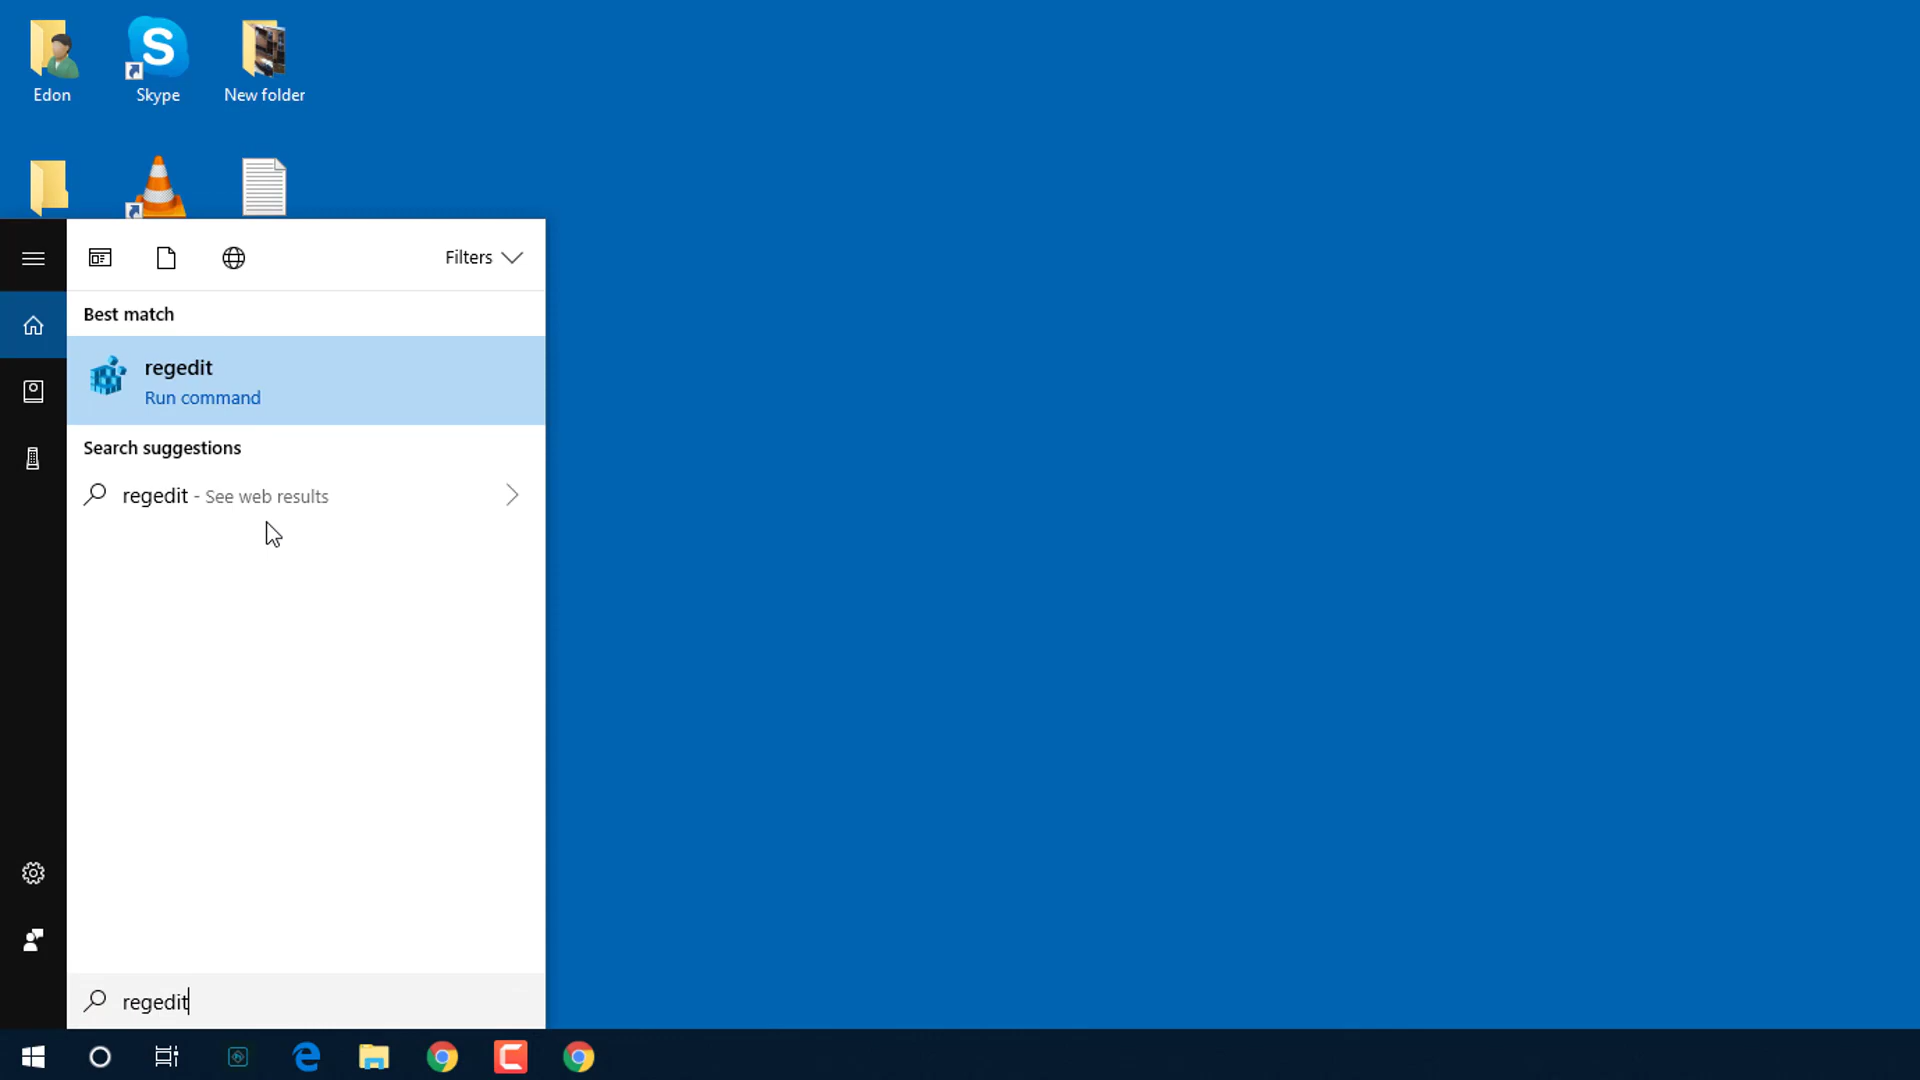 Edon
Skype
New folder
Filters
Best match
regedit
Run command
Search suggestions
regedit - See web results
regedit